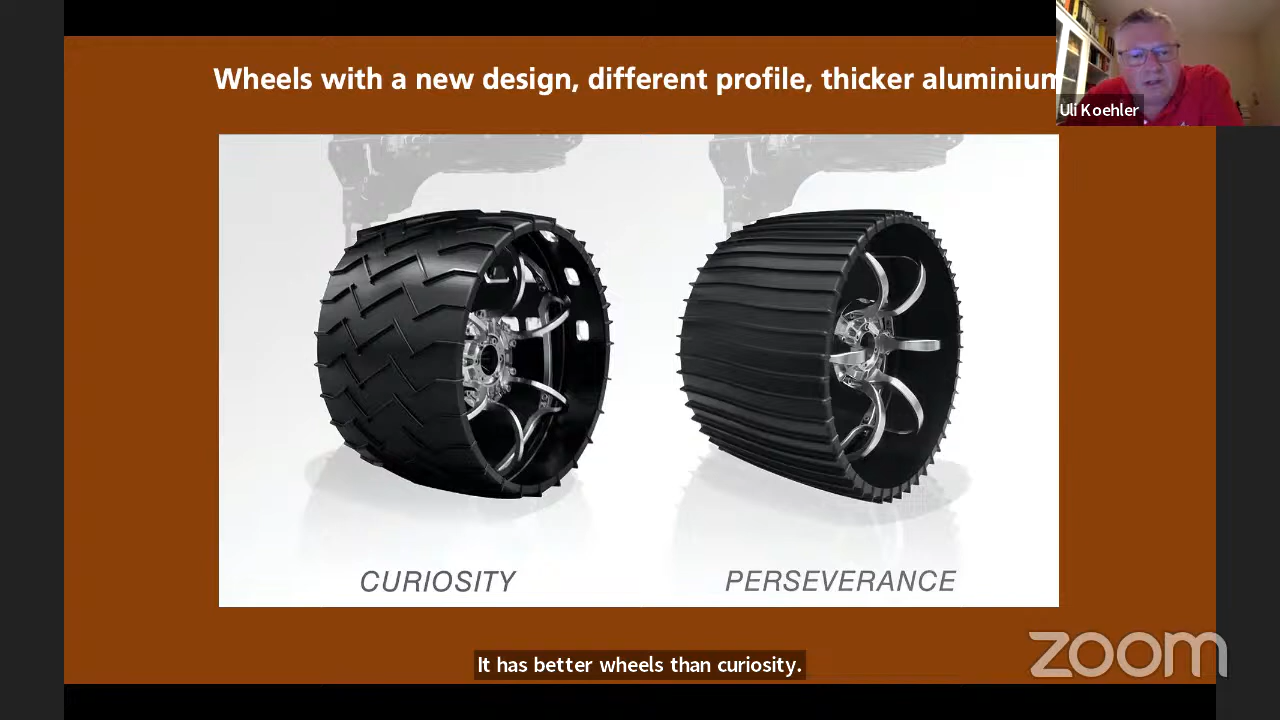 Wheels with a new design, different profile, thicker aluminium
Uli Koehler
CURIOSITY
PERSEVERANCE
It has better wheels than curiosity.
zoom